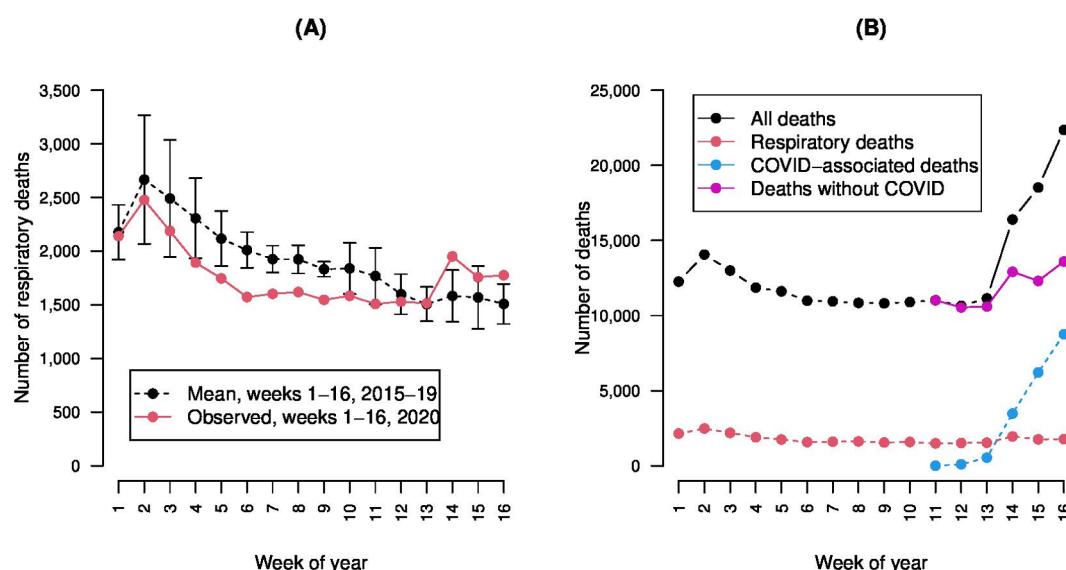 (A)
Number of respiratory deaths
3,500
3,000
2,500
2,000
1,500
1,000
500
0
Mean, weeks 1−16, 2015−19
Observed, weeks 1−16, 2020
1 2 3 4 5 6 7 8 9 10 11 12 13 14 15 16
Week of year
(B)
Number of deaths
25,000
20,000
15,000
10,000
5,000
0
All deaths
Respiratory deaths
COVID−associated deaths
Deaths without COVID
1 2 3 4 5 6 7 8 9 10 11 12 13 14 15 16
Week of year